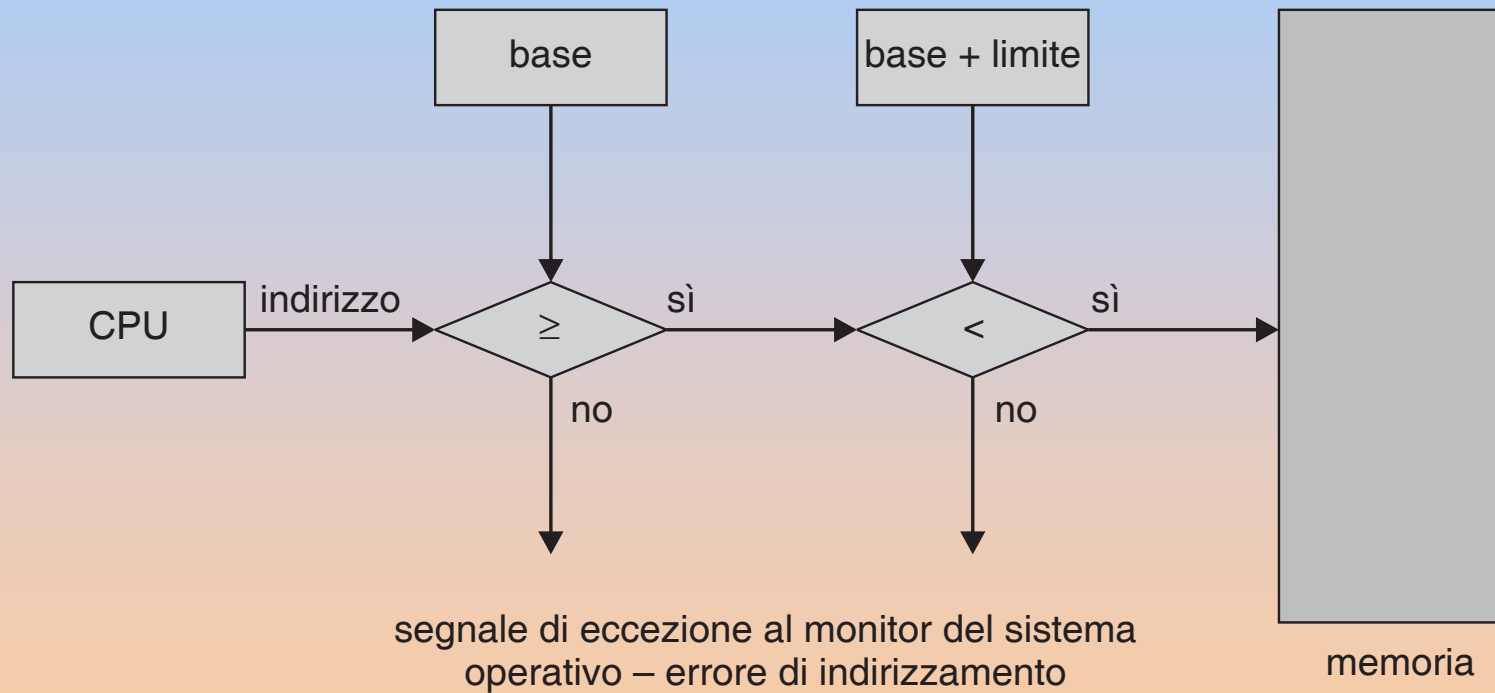 base
base + limite
CPU
indirizzo
≥
sì
<
sì
no
no
segnale di eccezione al monitor del sistema
operativo – errore di indirizzamento
memoria